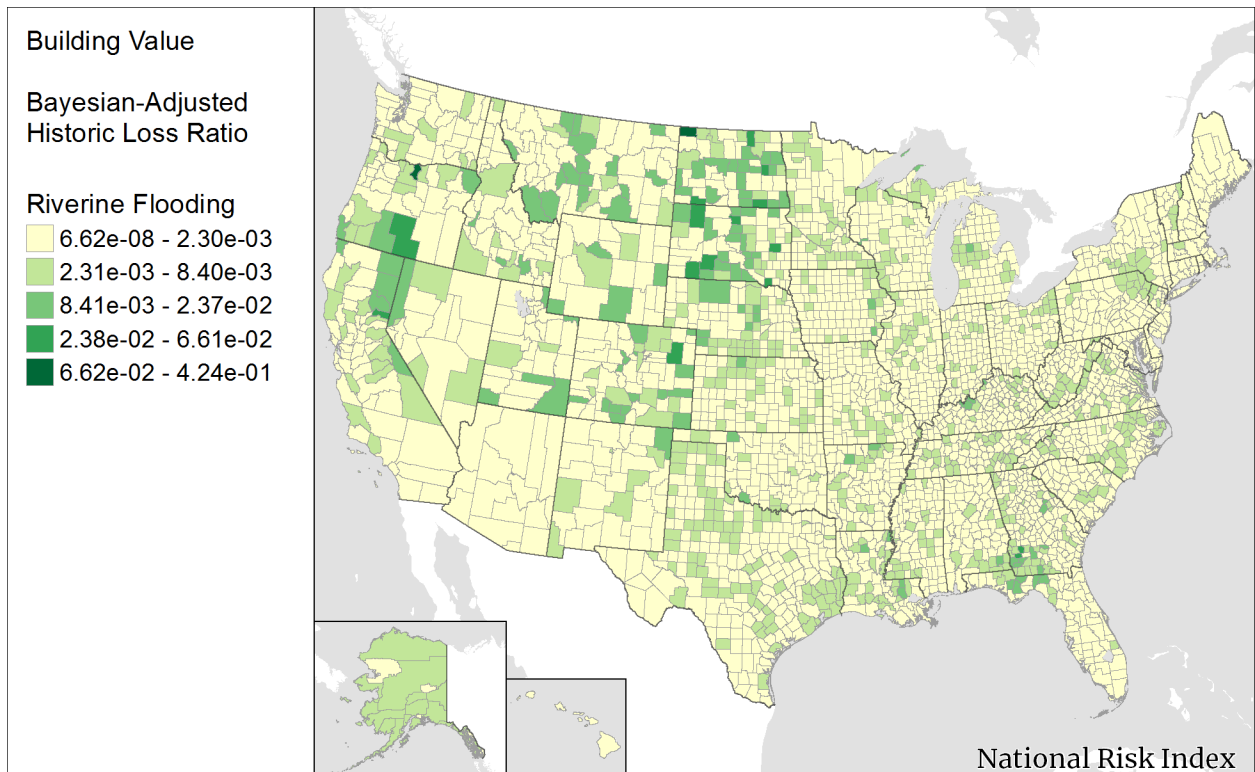 Building Value
Bayesian-Adjusted
Historic Loss Ratio
Riverine Flooding
6.62e-08 - 2.30e-03
2.31e-03 - 8.40e-03
8.41e-03 - 2.37e-02
2.38e-02 - 6.61e-02
6.62e-02 - 4.24e-01
National Risk Index